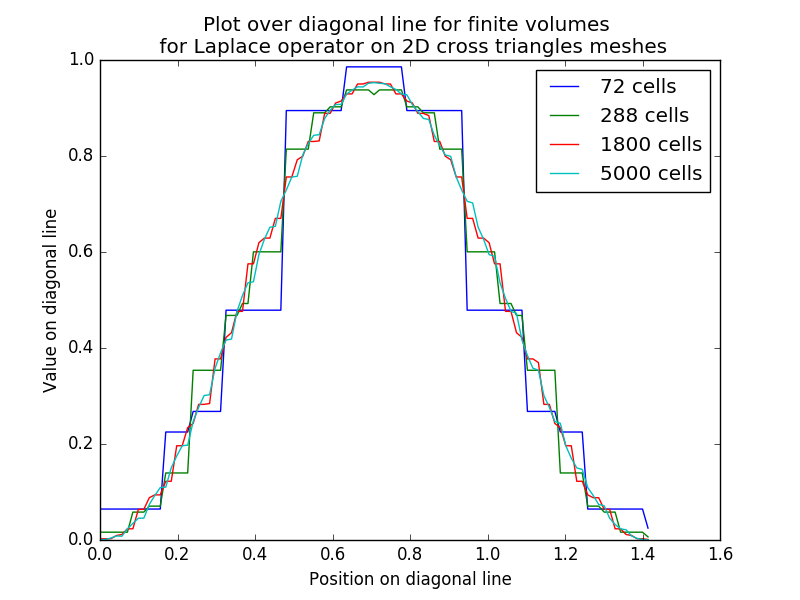 Plot over diagonal line for finite volumes
for Laplace operator on 2D cross triangles meshes
72 cells
288 cells
1800 cells
5000 cells
Value on diagonal line
1.0
0.8
0.6
0.4
0.2
0.0
0.0 0.2 0.4 0.6 0.8 1.0 1.2 1.4 1.6
Position on diagonal line